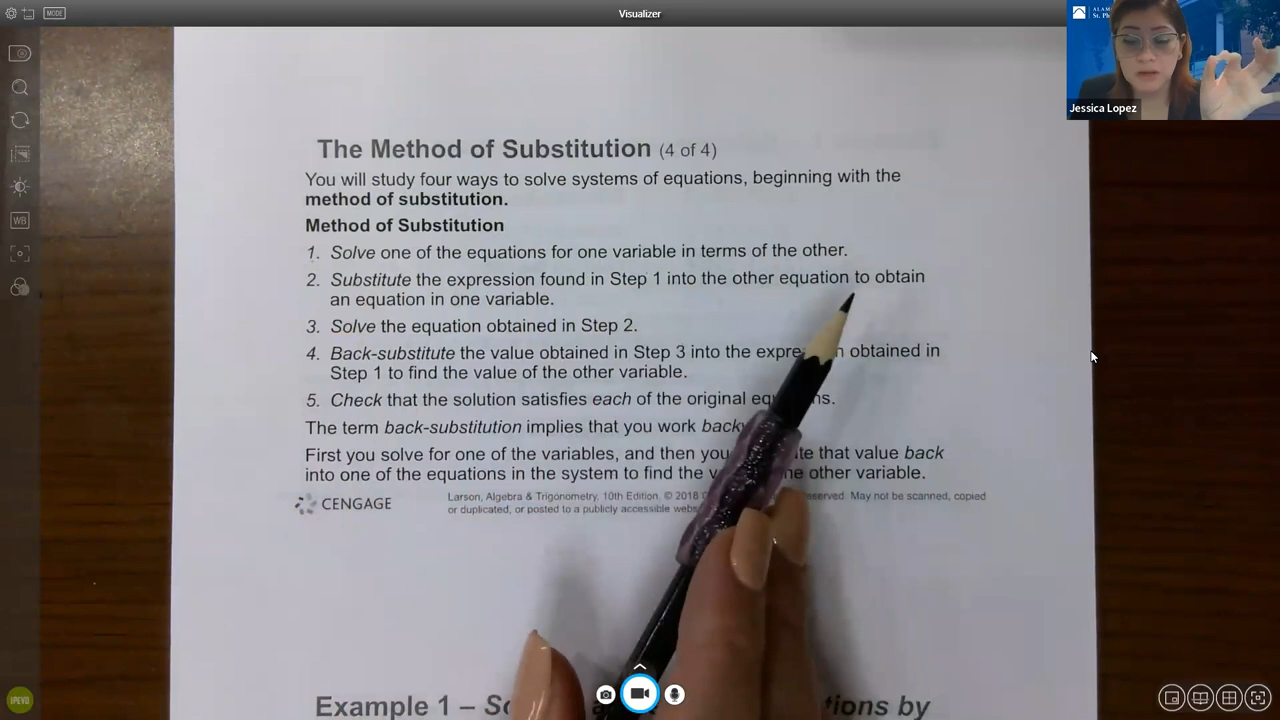 MODE
Visualizer
ALAM
St. Ph
Jessica Lopez
The Method of Substitution (4 of 4)
You will study four ways to solve systems of equations, beginning with the
method of substitution.
Method of Substitution
1. Solve one of the equations for one variable in terms of the other.
2. Substitute the expression found in Step 1 into the other equation to obtain
an equation in one variable.
3. Solve the equation obtained in Step 2.
4. Back-substitute the value obtained in Step 3 into the expre n obtained in
Step 1 to find the value of the other variable.
5. Check that the solution satisfies each of the original eq ns.
The term back-substitution implies that you work back
First you solve for one of the variables, and then you te that value back
into one of the equations in the system to find the v he other variable.
CENGAGE
Larson, Algebra & Trigonometry, 10th Edition, © 2018 eserved. May not be scanned, copied
or duplicated, or posted to a publicly accessible webs
Example 1 – So tions by
WB
IPEVO